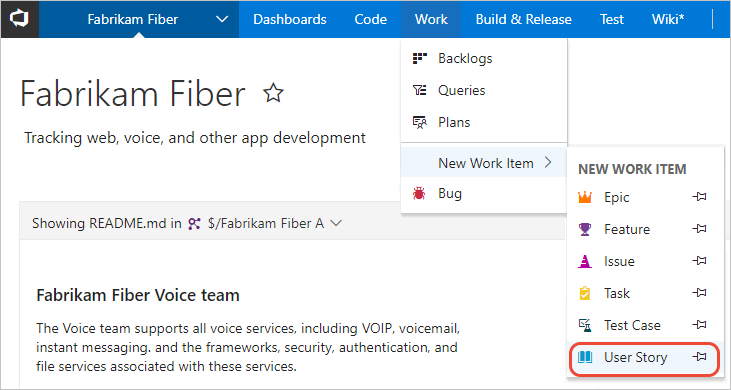 Fabrikam Fiber Dashboards Code Work Build & Release Test Wiki*
Backlogs
Fabrikam Fiber
Queries
Plans
Tracking web, voice, and other app development
New Work Item
NEW WORK ITEM
Bug
Epic
Showing README.md in $/Fabrikam Fiber A
Feature
Issue
Fabrikam Fiber Voice team
Task
The Voice team supports all voice services, including VOIP, voicemail,
Test Case
instant messaging. and the frameworks, security, authentication, and
User Story
file services associated with these services.